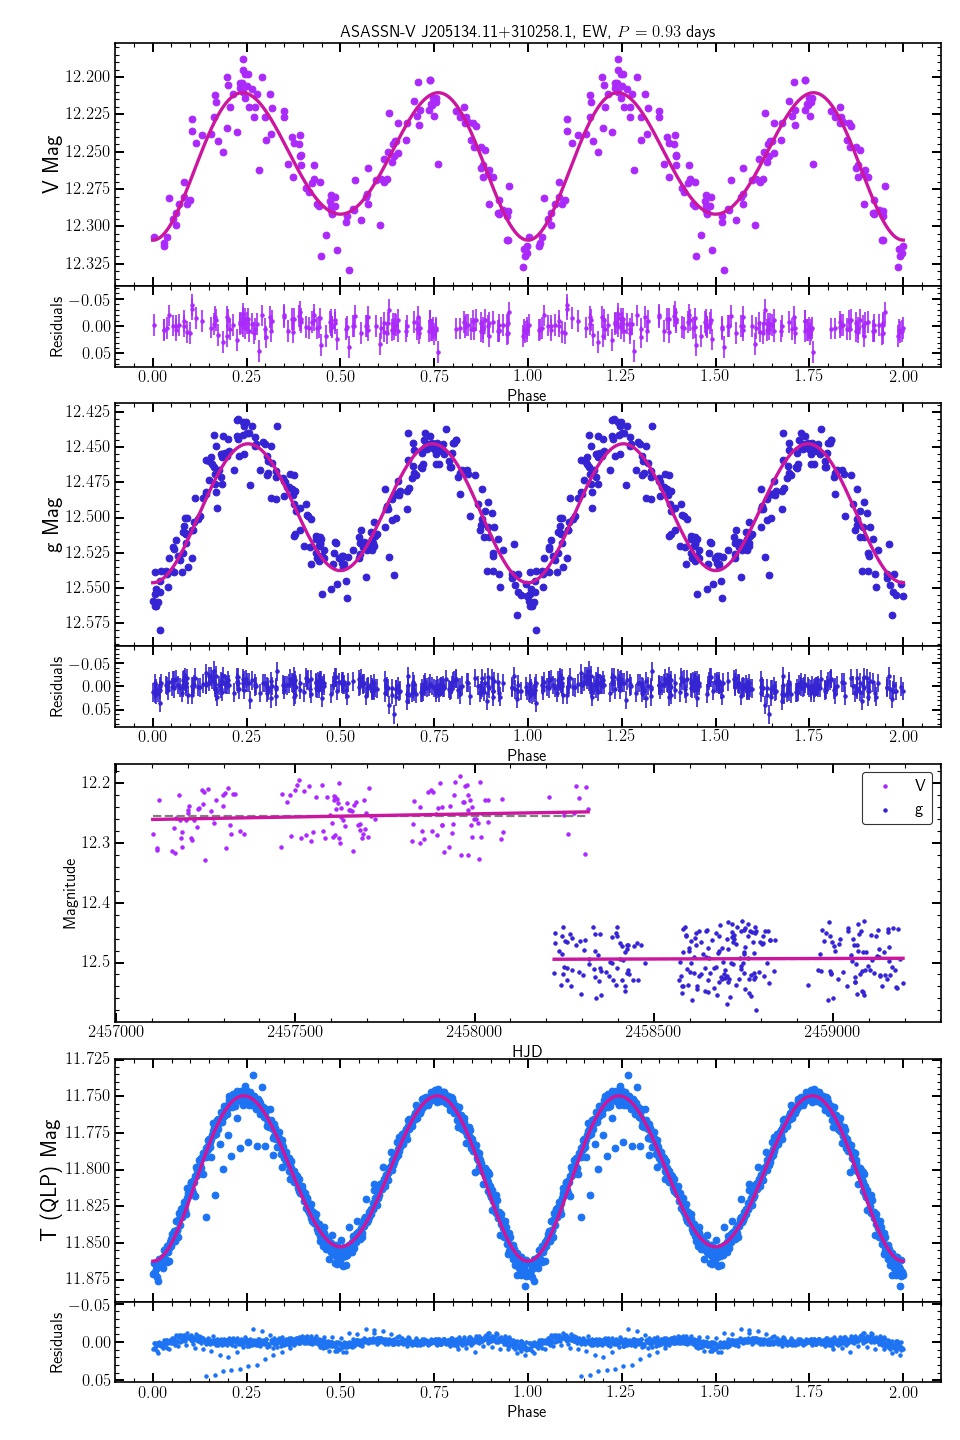 ASASSN-V J205134.11+310258.1, EW, P = 0.93 days
V Mag
12.200
12.225
12.250
12.275
12.300
12.325
Residuals
−0.05
0.00
0.05
0.00 0.25 0.50 0.75 1.00 1.25 1.50 1.75 2.00
Phase
g Mag
12.425
12.450
12.475
12.500
12.525
12.550
12.575
Residuals
−0.05
0.00
0.05
0.00 0.25 0.50 0.75 1.00 1.25 1.50 1.75 2.00
Phase
Magnitude
12.2
12.3
12.4
12.5
V
g
2457000 2457500 2458000 2458500 2459000
HJD
T (QLP) Mag
11.725
11.750
11.775
11.800
11.825
11.850
11.875
Residuals
−0.05
0.00
0.05
0.00 0.25 0.50 0.75 1.00 1.25 1.50 1.75 2.00
Phase